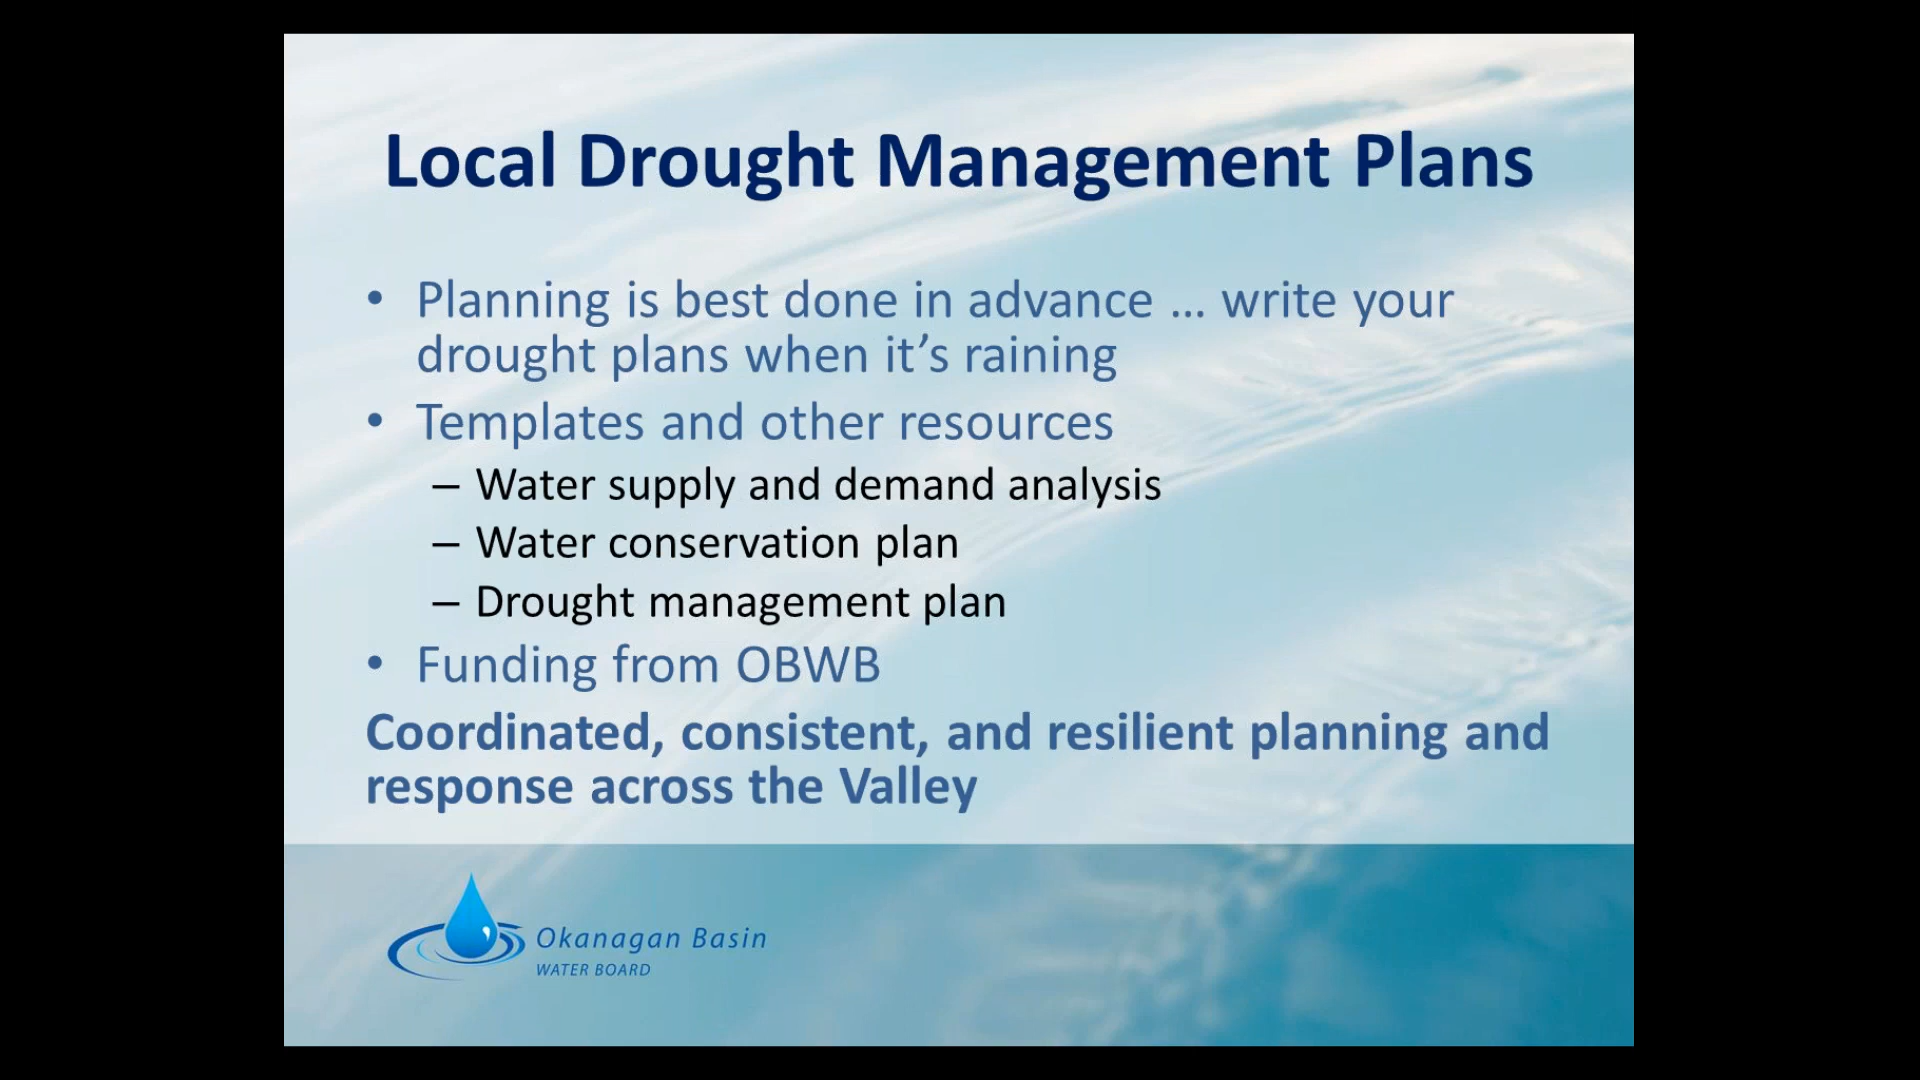 Local Drought Management Plans
• Planning is best done in advance … write your
drought plans when it’s raining
• Templates and other resources
– Water supply and demand analysis
– Water conservation plan
– Drought management plan
• Funding from OBWB
Coordinated, consistent, and resilient planning and
response across the Valley
Okanagan Basin
WATER BOARD